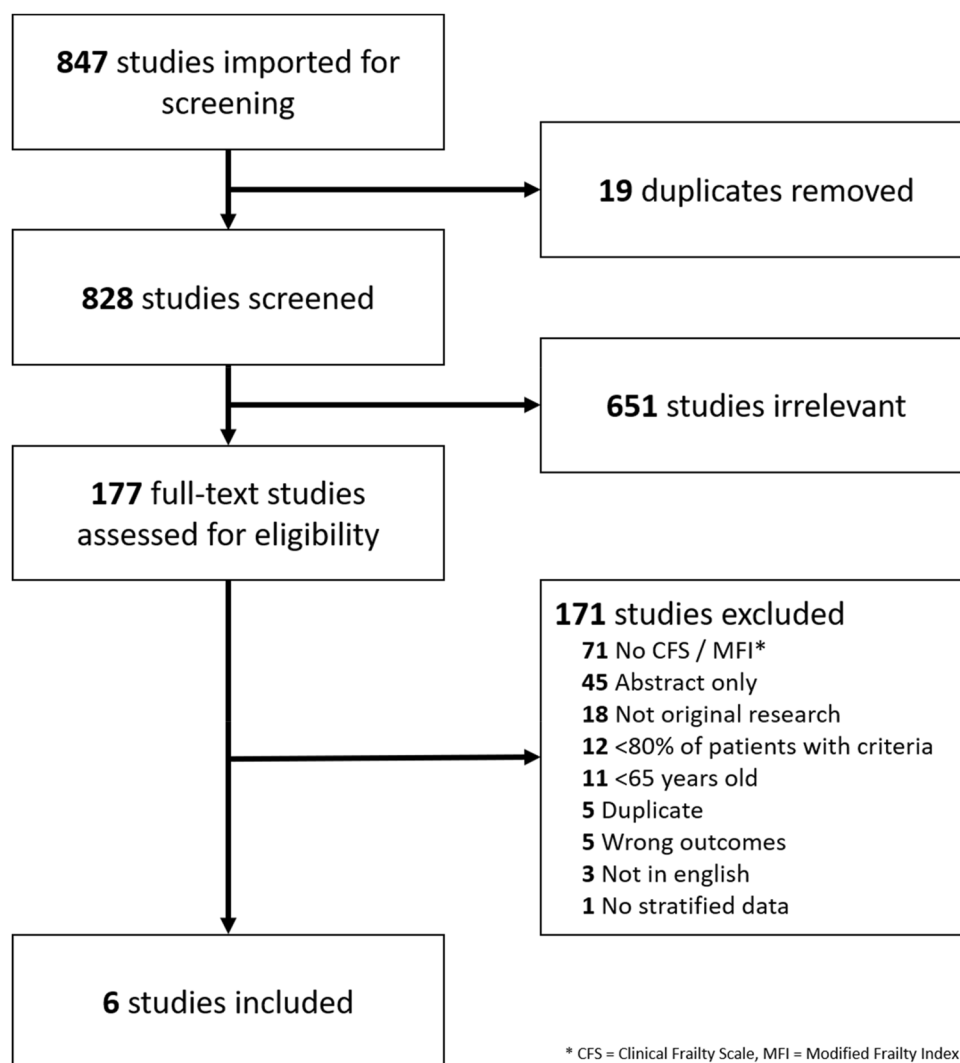 847 studies imported for
screening
19 duplicates removed
828 studies screened
651 studies irrelevant
177 full-text studies
assessed for eligibility
171 studies excluded
71 No CFS / MFI*
45 Abstract only
18 Not original research
12 <80% of patients with criteria
11 <65 years old
5 Duplicate
5 Wrong outcomes
3 Not in english
1 No stratified data
6 studies included
* CFS = Clinical Frailty Scale, MFI = Modified Frailty Index